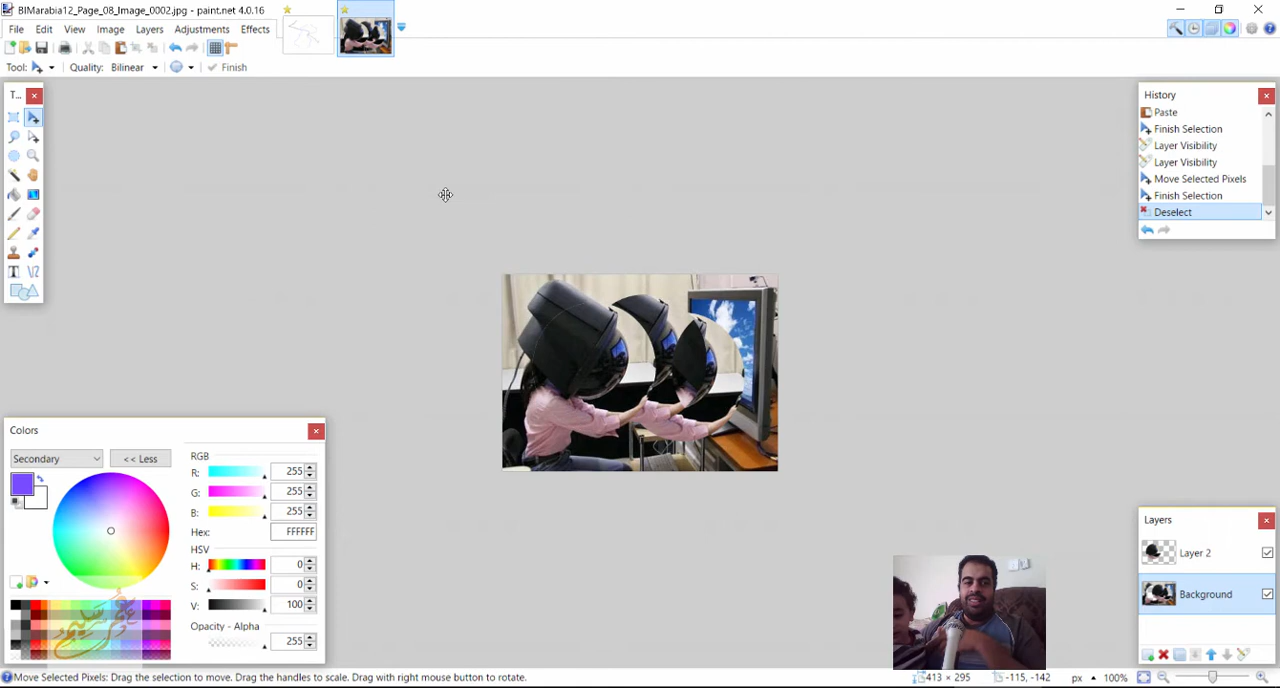 BIMarabia12_Page_08_Image_0002.jpg - paint.net 4.0.16
File Edit View Image Layers Adjustments Effects
Tool: Quality: Bilinear Finish
T...
History
Paste
Finish Selection
Layer Visibility
Layer Visibility
Move Selected Pixels
Finish Selection
Deselect
Colors
Secondary << Less
RGB
R: 255
G: 255
B: 255
Hex: FFFFFF
HSV
H: 0
S: 0
V: 100
Opacity - Alpha
255
Layers
Layer 2
Background
Move Selected Pixels: Drag the selection to move. Drag the handles to scale. Drag with right mouse button to rotate. 413 × 295 -115, -142 px 100%